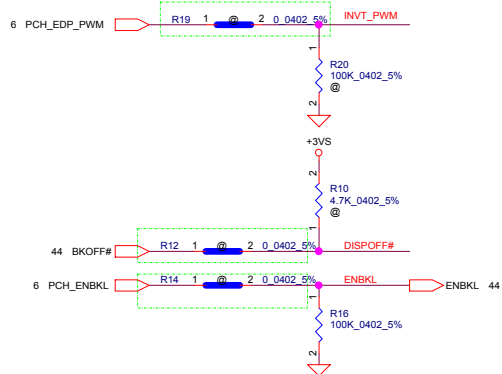 6 PCH_EDP_PWM R19 1 @ 2 0_0402_5% INVT_PWM
1
R20
100K_0402_5%
@
2
+3VS
2
R10
4.7K_0402_5%
@
1
44 BKOFF# R12 1 @ 2 0_0402_5% DISPOFF#
6 PCH_ENBKL R14 1 @ 2 0_0402_5% ENBKL ENBKL 44
1
R16
100K_0402_5%
2